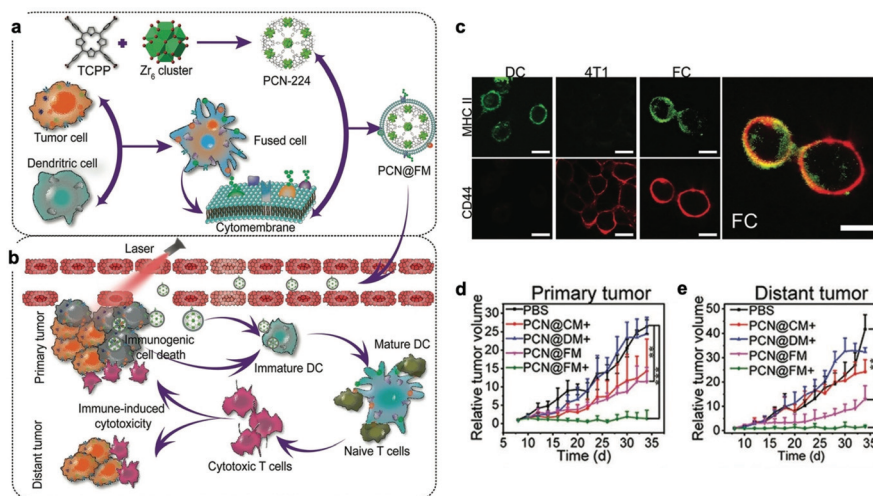 a
TCPP
+
Zr6 cluster
PCN-224
Tumor cell
Dendritric cell
Fused cell
Cytomembrane
PCN@FM
b
Laser
Primary tumor
Immunogenic
cell death
Immature DC
Mature DC
Immune-induced
cytotoxicity
Distant tumor
Cytotoxic T cells
Naive T cells
c
DC
4T1
FC
MHC II
CD44
FC
d
Primary tumor
Relative tumor volume
30
25
20
15
10
5
0
PBS
PCN@CM+
PCN@DM+
PCN@FM
PCN@FM+
**
***
5 10 15 20 25 30 35
Time (d)
e
Distant tumor
Relative tumor volume
50
40
30
20
10
0
PBS
PCN@CM+
PCN@DM+
PCN@FM
PCN@FM+
10 15 20 25 30 35
Time (d)